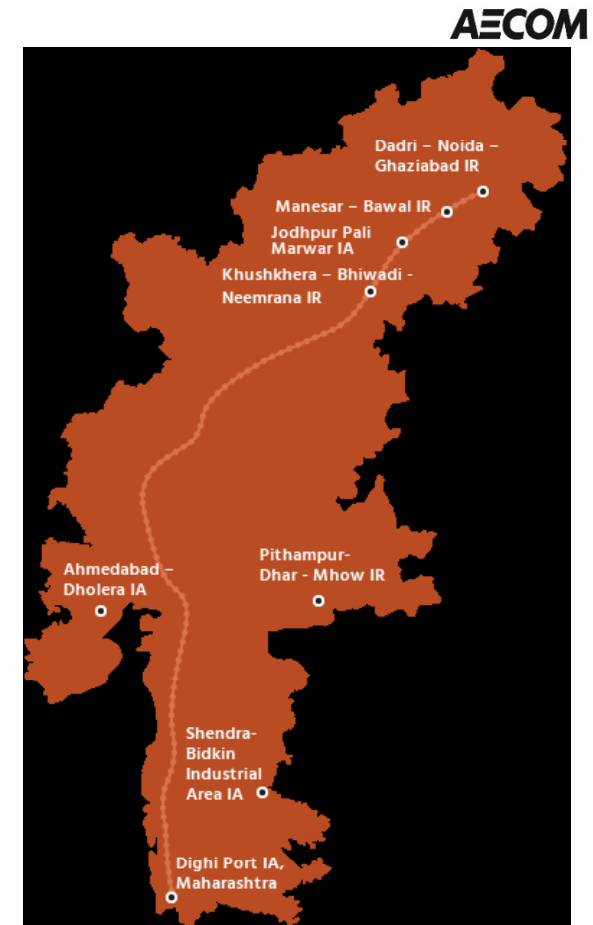 AECOM
Dadri – Noida –
Ghaziabad IR
Manesar – Bawal IR
Jodhpur Pali
Marwar IA
Khushkhera – Bhiwadi -
Neemrana IR
Ahmedabad –
Dholera IA
Pithampur-
Dhar - Mhow IR
Shendra-
Bidkin
Industrial
Area IA
Dighi Port IA,
Maharashtra